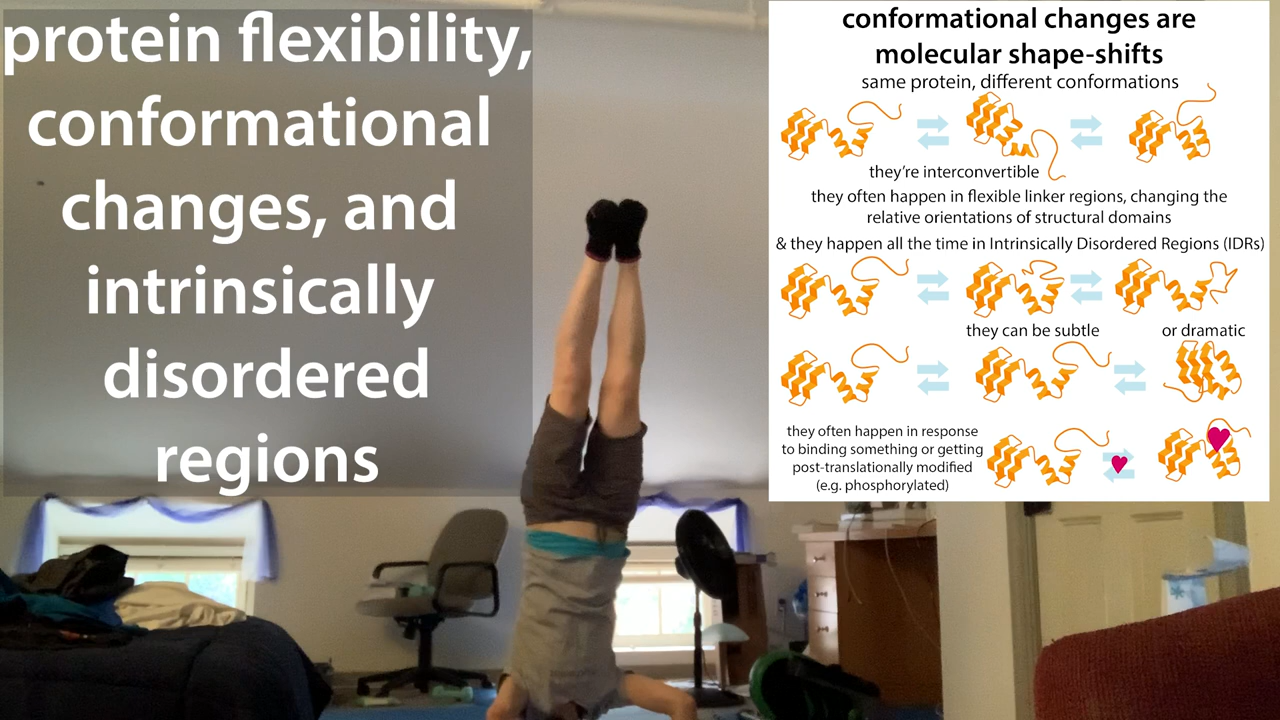 protein flexibility,
conformational
changes, and
intrinsically
disordered
regions
conformational changes are
molecular shape-shifts
same protein, different conformations
they're interconvertible
they often happen in flexible linker regions, changing the
relative orientations of structural domains
& they happen all the time in Intrinsically Disordered Regions (IDRs)
they can be subtle
or dramatic
they often happen in response
to binding something or getting
post-translationally modified
(e.g. phosphorylated)